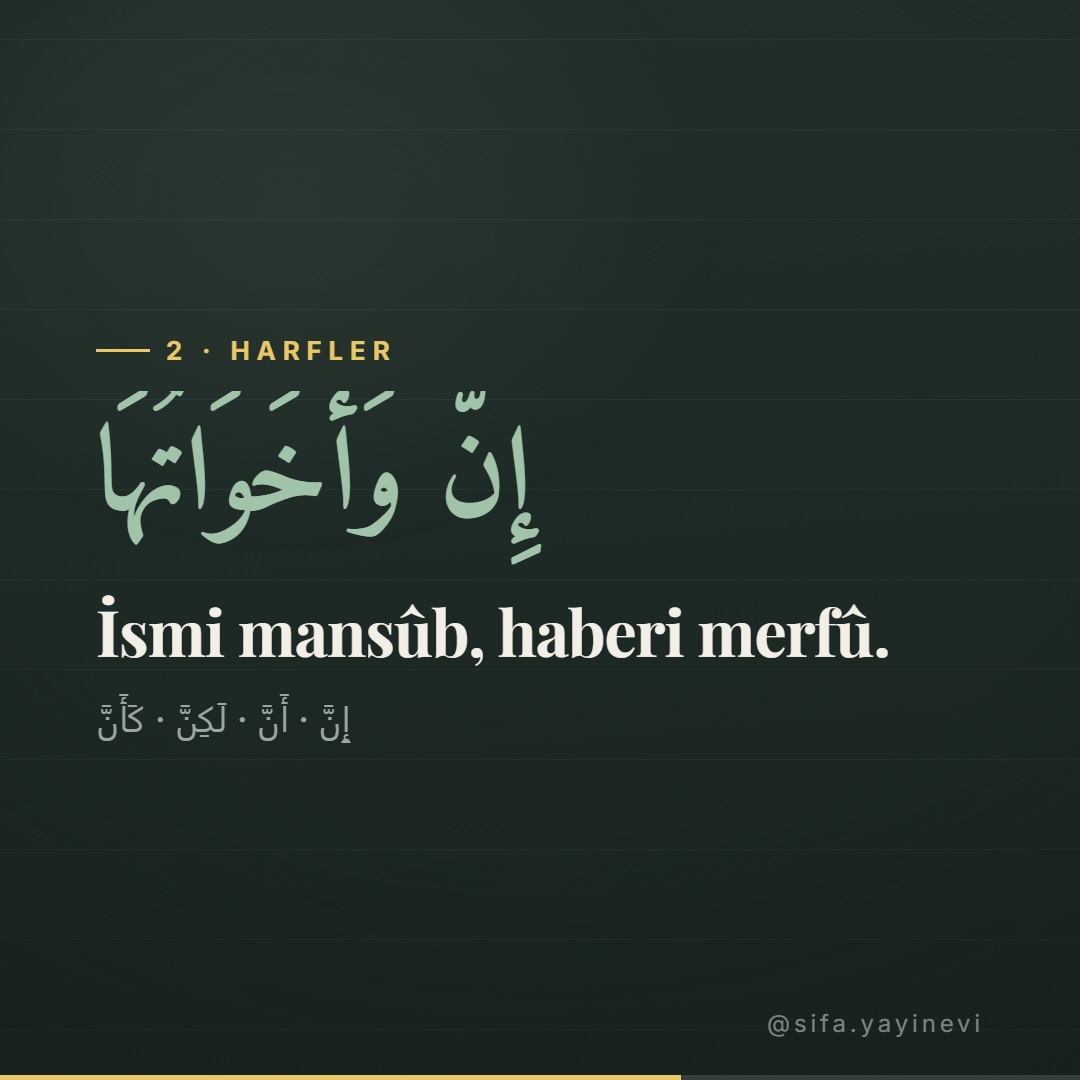 2 · HARFLER
إِنَّ وَأَخَوَاتُهَا
İsmi mansûb, haberi merfû.
إِنَّ · أَنَّ · لَكِنَّ · كَأَنَّ
@sifa.yayinevi